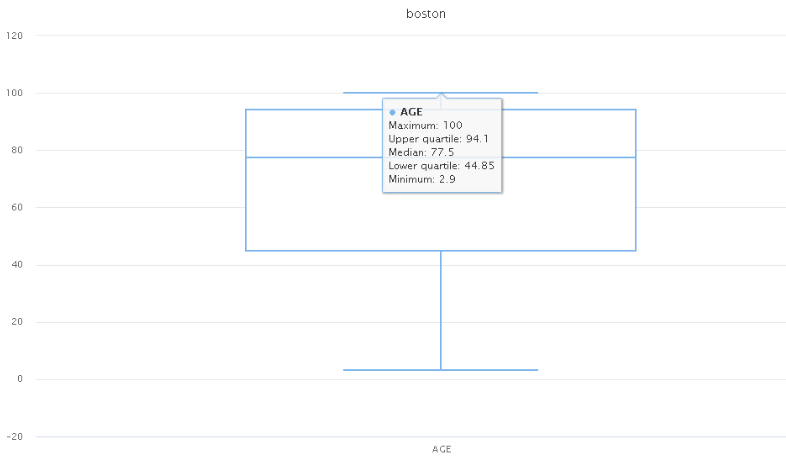 boston
120
100
80
60
40
20
0
-20
● AGE
Maximum: 100
Upper quartile: 94.1
Median: 77.5
Lower quartile: 44.85
Minimum: 2.9
AGE